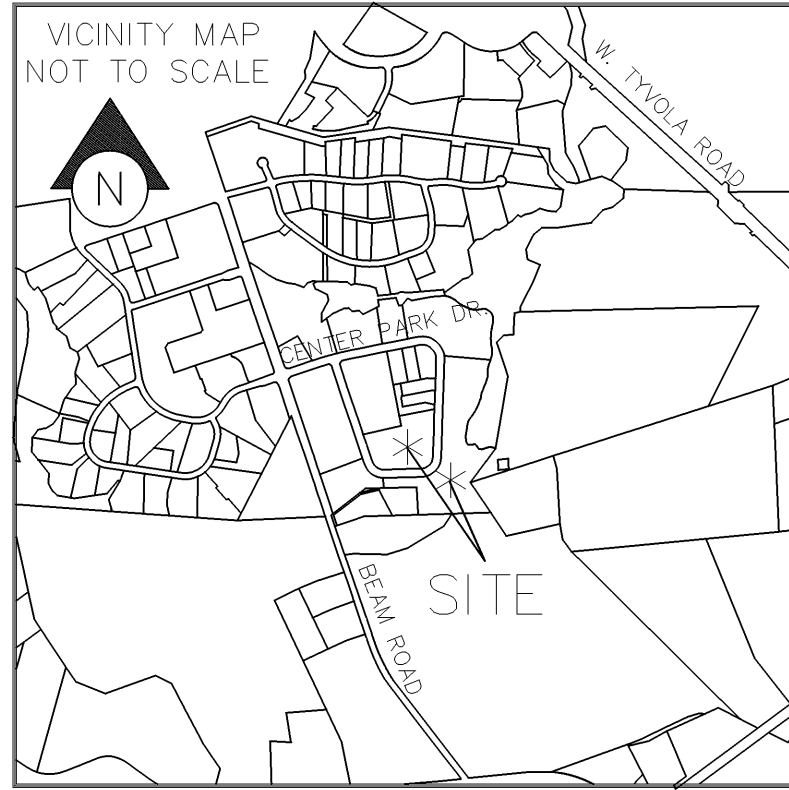 VICINITY MAP
NOT TO SCALE
W. TYVOLA ROAD
N
CENTER PARK DR.
SITE
BEAM ROAD